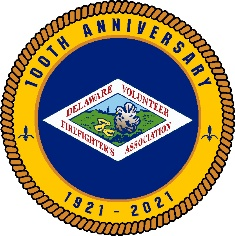 100TH ANNIVERSARY
DELAWARE VOLUNTEER
FIREFIGHTER'S ASSOCIATION
1921 - 2021